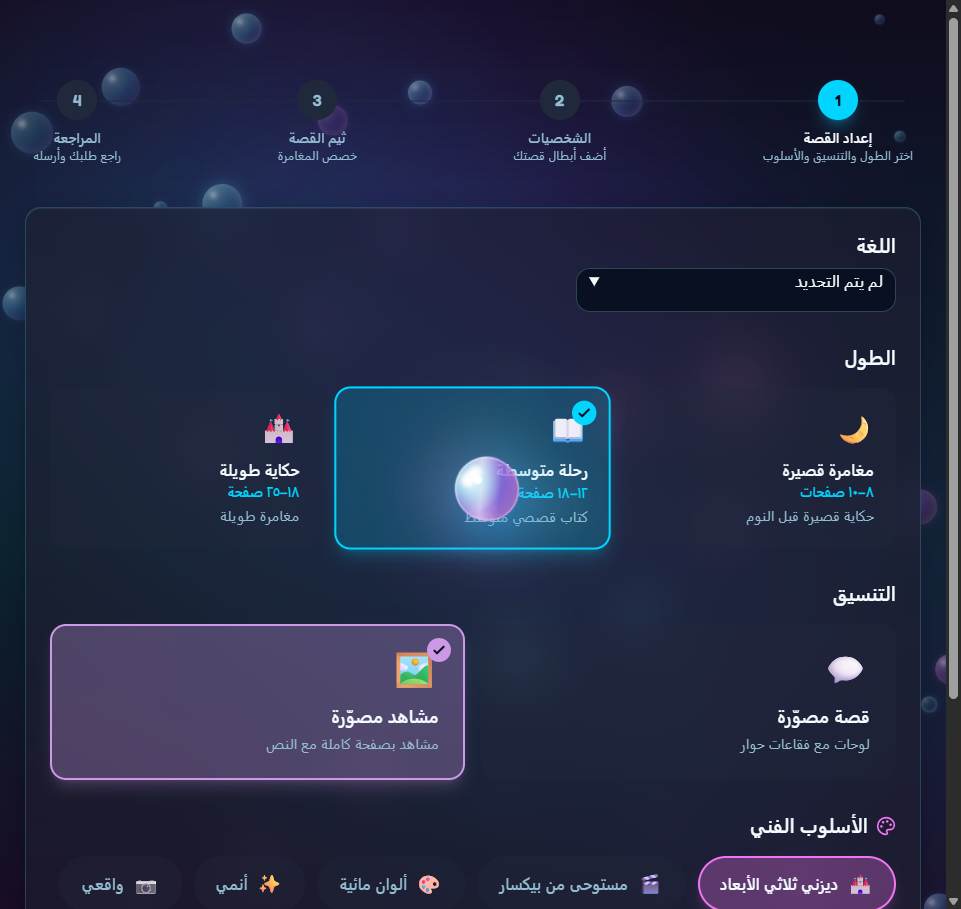 1
إعداد القصة
اختر الطول والتنسيق والأسلوب
2
الشخصيات
أضف أبطال قصتك
3
ثيم القصة
خصص المغامرة
4
المراجعة
راجع طلبك وأرسله
اللغة
لم يتم التحديد
الطول
مغامرة قصيرة
٨–١٠ صفحات
حكاية قصيرة قبل النوم
رحلة متوسطة
١٢–١٨ صفحة
كتاب قصصي متوسط
حكاية طويلة
١٨–٢٥ صفحة
مغامرة طويلة
التنسيق
قصة مصوّرة
لوحات مع فقاعات حوار
مشاهد مصوّرة
مشاهد بصفحة كاملة مع النص
الأسلوب الفني
ديزني ثلاثي الأبعاد
مستوحى من بيكسار
ألوان مائية
أنمي
واقعي